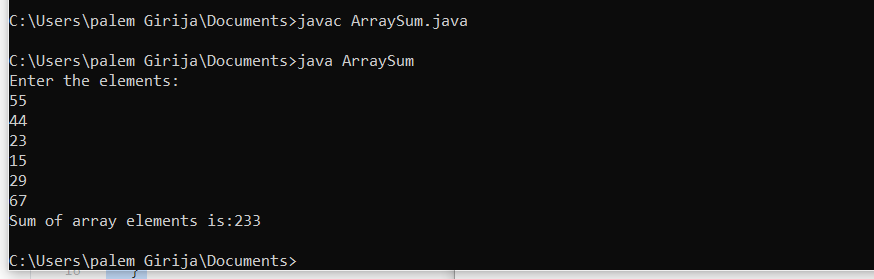 C:\Users\palem Girija\Documents>javac ArraySum.java
C:\Users\palem Girija\Documents>java ArraySum
Enter the elements:
55
44
23
15
29
67
Sum of array elements is:233
C:\Users\palem Girija\Documents>
16 }